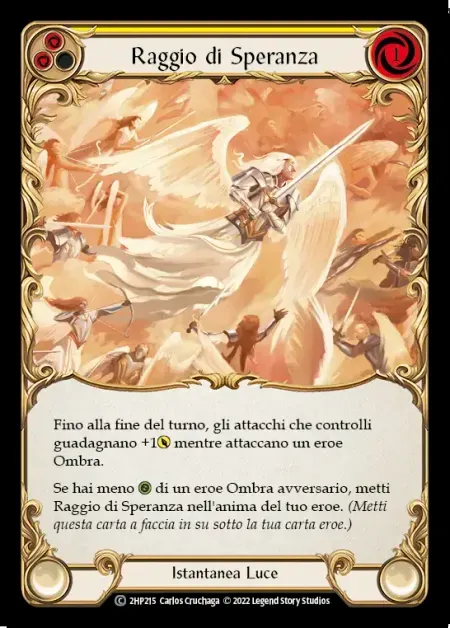 Raggio di Speranza
1
Fino alla fine del turno, gli attacchi che controlli
guadagnano +1 mentre attaccano un eroe
Ombra.
Se hai meno di un eroe Ombra avversario, metti
Raggio di Speranza nell'anima del tuo eroe. (Metti
questa carta a faccia in su sotto la tua carta eroe.)
Istantanea Luce
C 2HP215 Carlos Cruchaga © 2022 Legend Story Studios